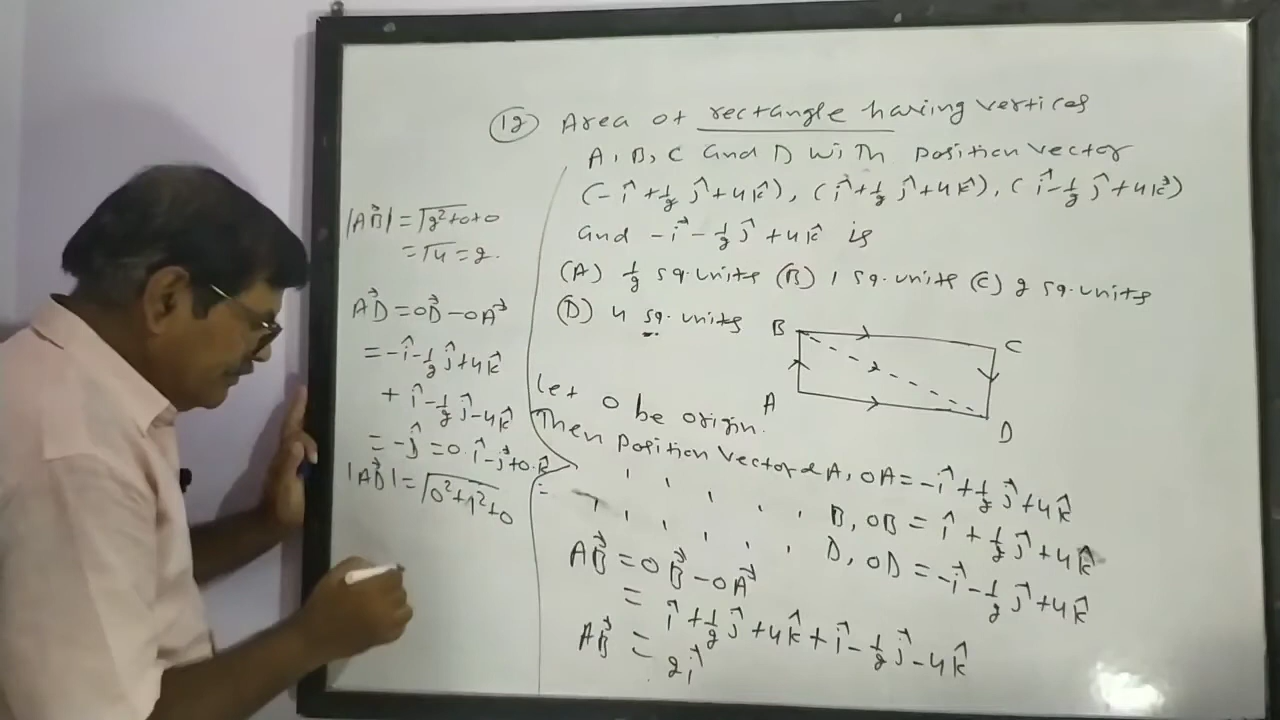 (12) Area of rectangle having vertices
A, B, C and D with position vector
(-î + 1/2 ĵ + 4k̂), (î + 1/2 ĵ + 4k̂), (î - 1/2 ĵ + 4k̂)
and -î - 1/2 ĵ + 4k̂ is
(A) 1/2 sq. units (B) 1 sq. units (C) 2 sq. units
(D) 4 sq. units
B
C
A
D
Let O be origin.
Then Position Vector of A, OA = -î + 1/2 ĵ + 4k̂
' ' ' ' ' B, OB = î + 1/2 ĵ + 4k̂
' ' ' ' ' D, OD = -î - 1/2 ĵ + 4k̂
AB⃗ = OB⃗ - OA⃗
= î + 1/2 ĵ + 4k̂ + î - 1/2 ĵ - 4k̂
AB⃗ = 2î
|AB⃗| = √2²+0+0
= √4 = 2.
AD⃗ = OD⃗ - OA⃗
= -î - 1/2 ĵ + 4k̂
+ î - 1/2 ĵ - 4k̂
= -ĵ = 0.î - ĵ + 0.k̂
|AD⃗| = √0²+1²+0